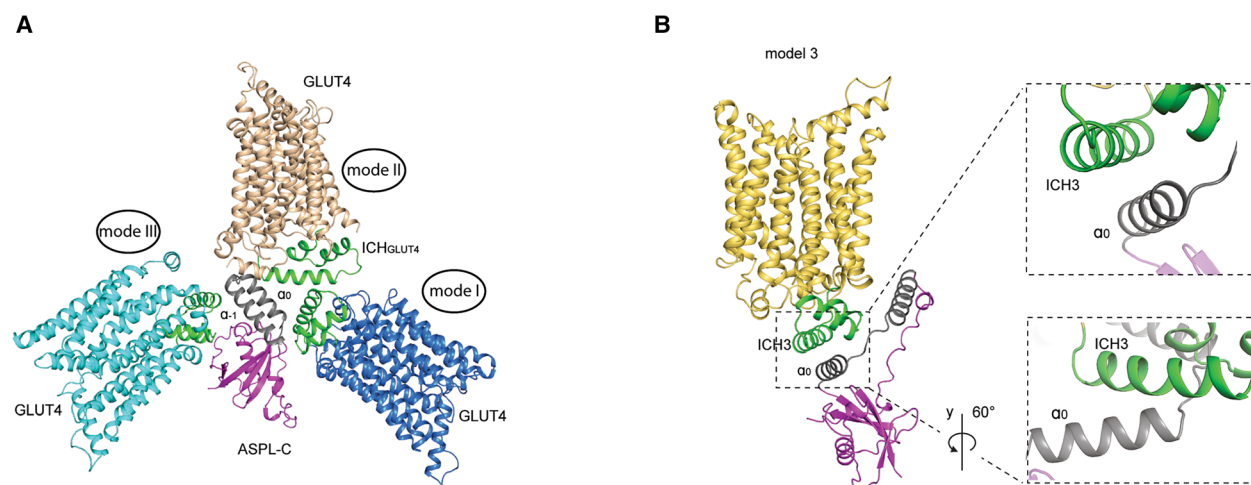 A
GLUT4
mode II
mode III
ICHGLUT4
α0
α-1
mode I
GLUT4
GLUT4
ASPL-C
B
model 3
ICH3
α0
ICH3
α0
y 60°
ICH3
α0